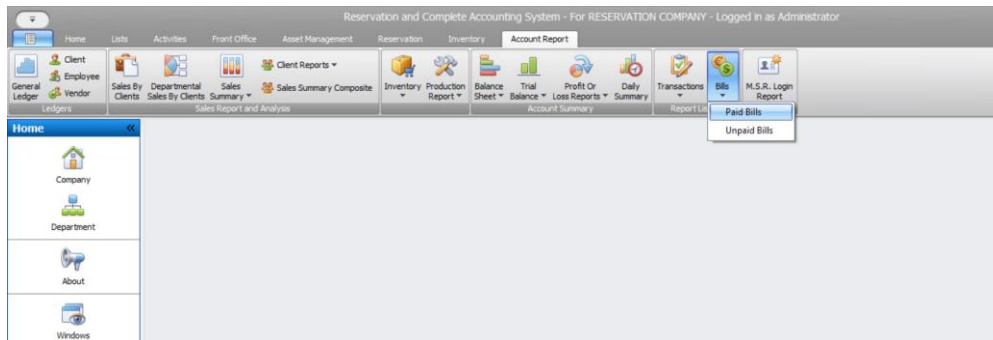 Reservation and Complete Accounting System - For RESERVATION COMPANY - Logged in as Administrator
Home Lists Activities Front Office Asset Management Reservation Inventory Account Report
General Ledger
Client
Employee
Vendor
Ledgers
Sales By Clients
Departmental Sales By Clients
Sales Summary
Client Reports
Sales Summary Composite
Sales Report and Analysis
Inventory
Production Report
Balance Sheet
Trial Balance
Profit Or Loss Reports
Daily Summary
Account Summary
Transactions
Bills
Report Lis
M.S.R. Login Report
Paid Bills
Unpaid Bills
Home
Company
Department
About
Windows